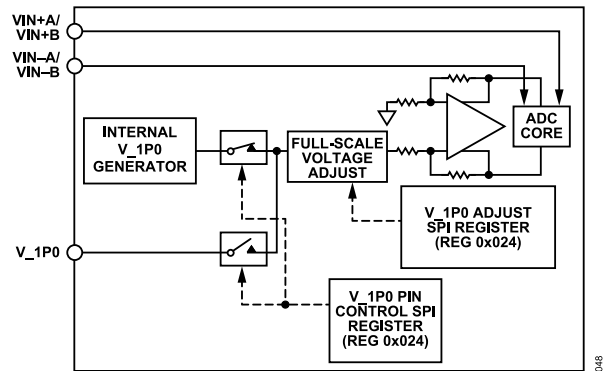 VIN+A/
VIN+B
VIN–A/
VIN–B
INTERNAL
V_1P0
GENERATOR
FULL-SCALE
VOLTAGE
ADJUST
ADC
CORE
V_1P0 ADJUST
SPI REGISTER
(REG 0x024)
V_1P0
V_1P0 PIN
CONTROL SPI
REGISTER
(REG 0x024)
048